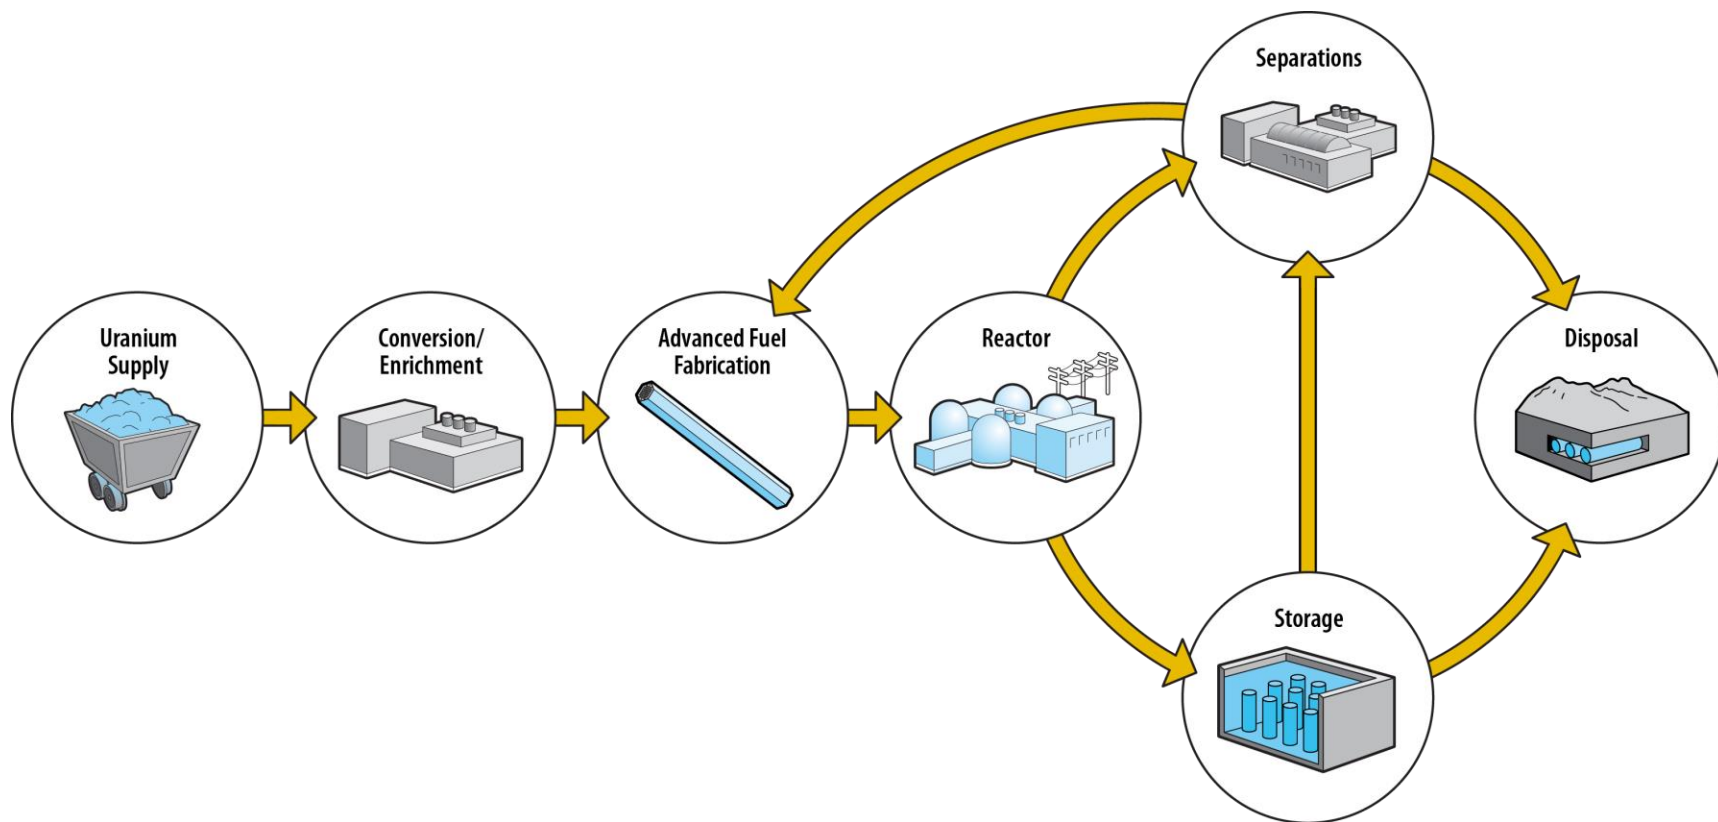 Separations
Uranium
Supply
Conversion/
Enrichment
Advanced Fuel
Fabrication
Reactor
Disposal
Storage